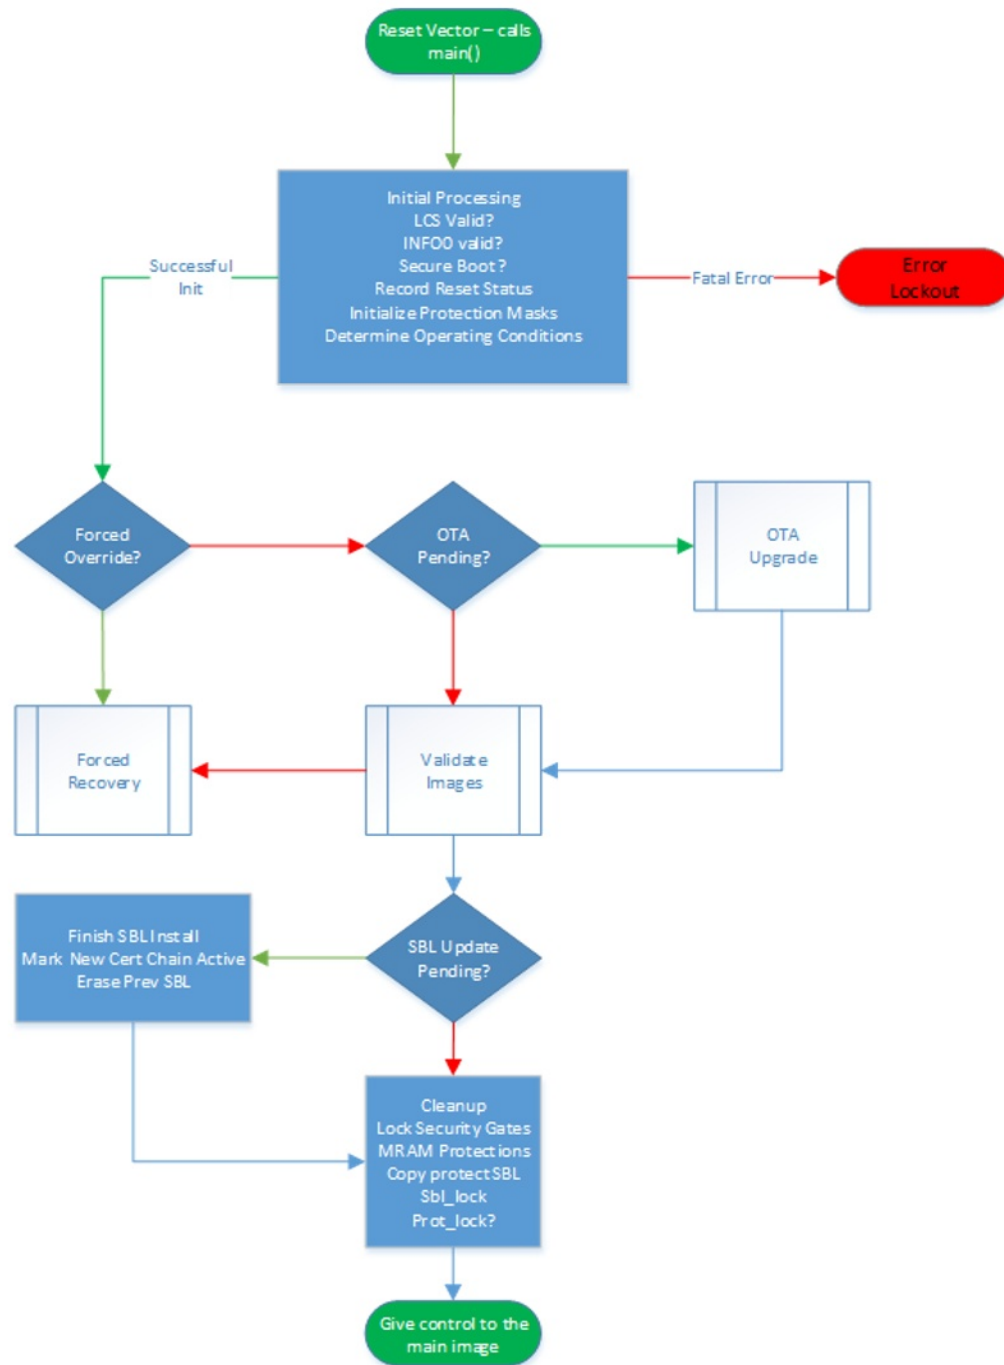 Reset Vector – calls
main()
Initial Processing
LCS Valid?
INFO0 valid?
Secure Boot?
Record Reset Status
Initialize Protection Masks
Determine Operating Conditions
Successful
Init
Fatal Error
Error
Lockout
Forced
Override?
OTA
Pending?
OTA
Upgrade
Forced
Recovery
Validate
Images
Finish SBL Install
Mark New Cert Chain Active
Erase Prev SBL
SBL Update
Pending?
Cleanup
Lock Security Gates
MRAM Protections
Copy protect SBL
Sbl_lock
Prot_lock?
Give control to the
main image